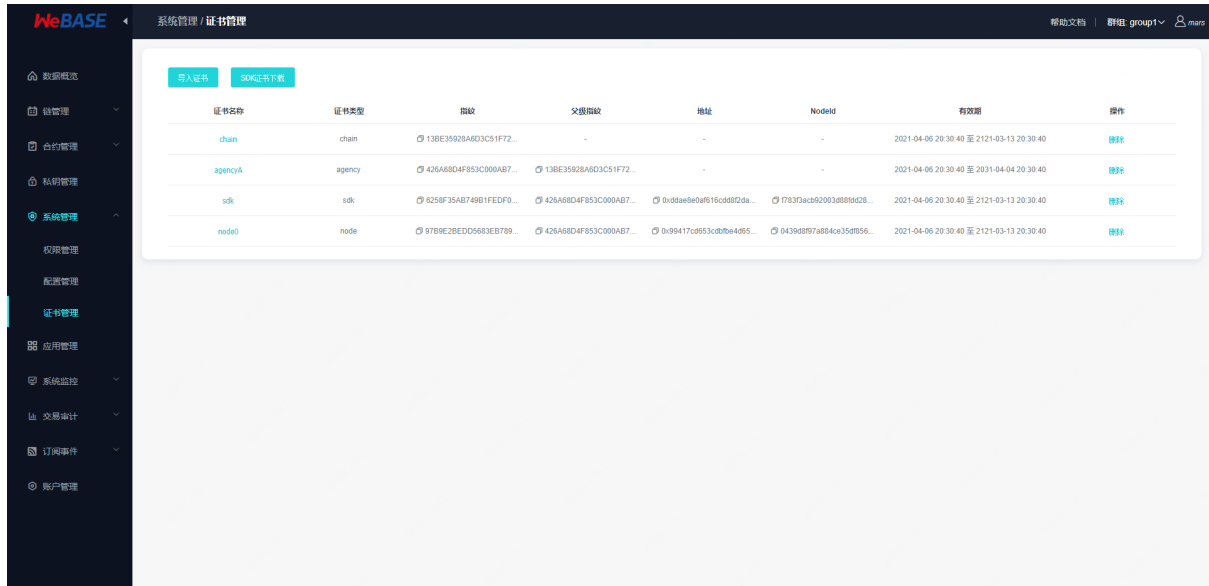 WeBASE
系统管理 / 证书管理
帮助文档 | 群组: group1 mars
数据概览
链管理
合约管理
私钥管理
系统管理
权限管理
配置管理
证书管理
应用管理
系统监控
交易审计
订阅事件
账户管理
导入证书 SDK证书下载
证书名称 证书类型 指纹 父级指纹 地址 NodeId 有效期 操作
chain chain 13BE35928A6D3C51F72... - - - 2021-04-06 20:30:40 至 2121-03-13 20:30:40 删除
agencyA agency 426A68D4F853C000AB7... 13BE35928A6D3C51F72... - - 2021-04-06 20:30:40 至 2031-04-04 20:30:40 删除
sdk sdk 6258F35AB749B1FEDF0... 426A68D4F853C000AB7... 0xddae8e0af616cdd8f2da... f783f3acb92003d88fdd28... 2021-04-06 20:30:40 至 2121-03-13 20:30:40 删除
node0 node 97B9E2BEDD5683EB789... 426A68D4F853C000AB7... 0x99417cd653cdbfbe4d65... 0439d8f97a884ce35df856... 2021-04-06 20:30:40 至 2121-03-13 20:30:40 删除